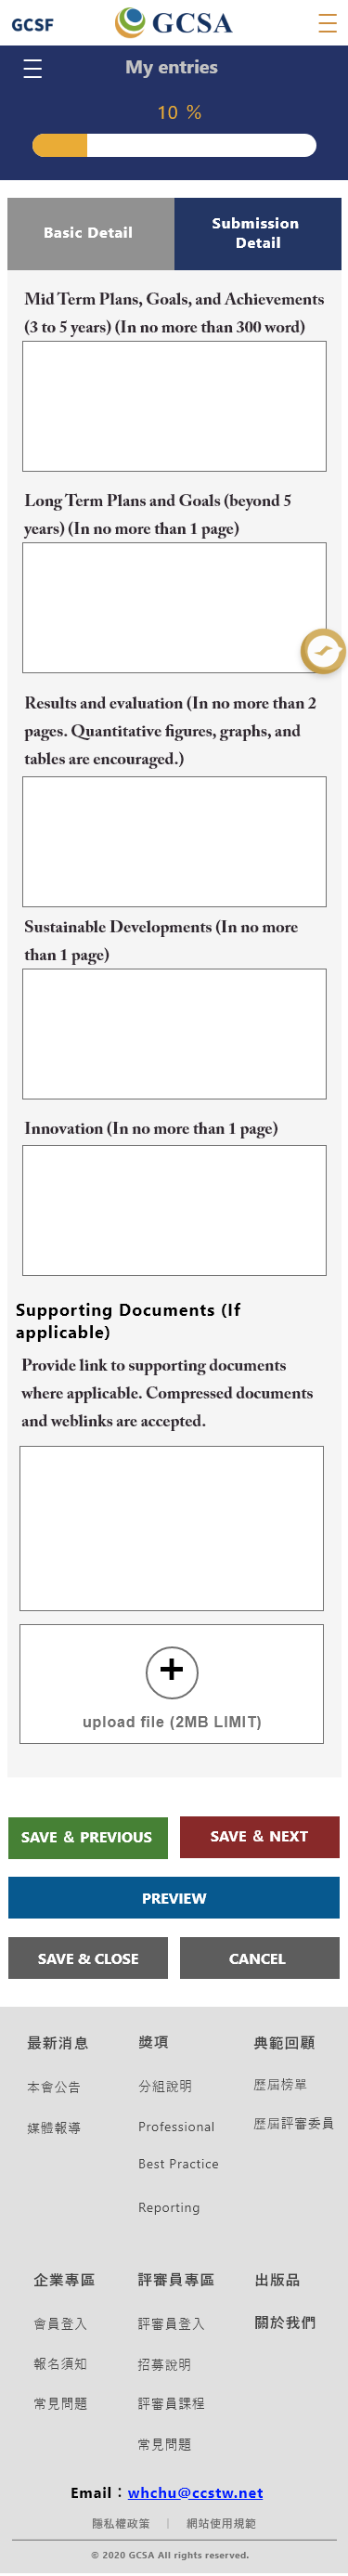 GCSF
GCSA
My entries
10 %
Basic Detail
Submission
Detail
Mid Term Plans, Goals, and Achievements
(3 to 5 years) (In no more than 300 word)
Long Term Plans and Goals (beyond 5
years) (In no more than 1 page)
Results and evaluation (In no more than 2
pages. Quantitative figures, graphs, and
tables are encouraged.)
Sustainable Developments (In no more
than 1 page)
Innovation (In no more than 1 page)
Supporting Documents (If
applicable)
Provide link to supporting documents
where applicable. Compressed documents
and weblinks are accepted.
upload file (2MB LIMIT)
SAVE & PREVIOUS
SAVE & NEXT
PREVIEW
SAVE & CLOSE
CANCEL
最新消息
本會公告
媒體報導
獎項
分組說明
Professional
Best Practice
Reporting
典範回顧
歷屆榜單
歷屆評審委員
企業專區
會員登入
報名須知
常見問題
評審員專區
評審員登入
招募說明
評審員課程
常見問題
出版品
關於我們
Email：whchu@ccstw.net
隱私權政策 | 網站使用規範
© 2020 GCSA All rights reserved.